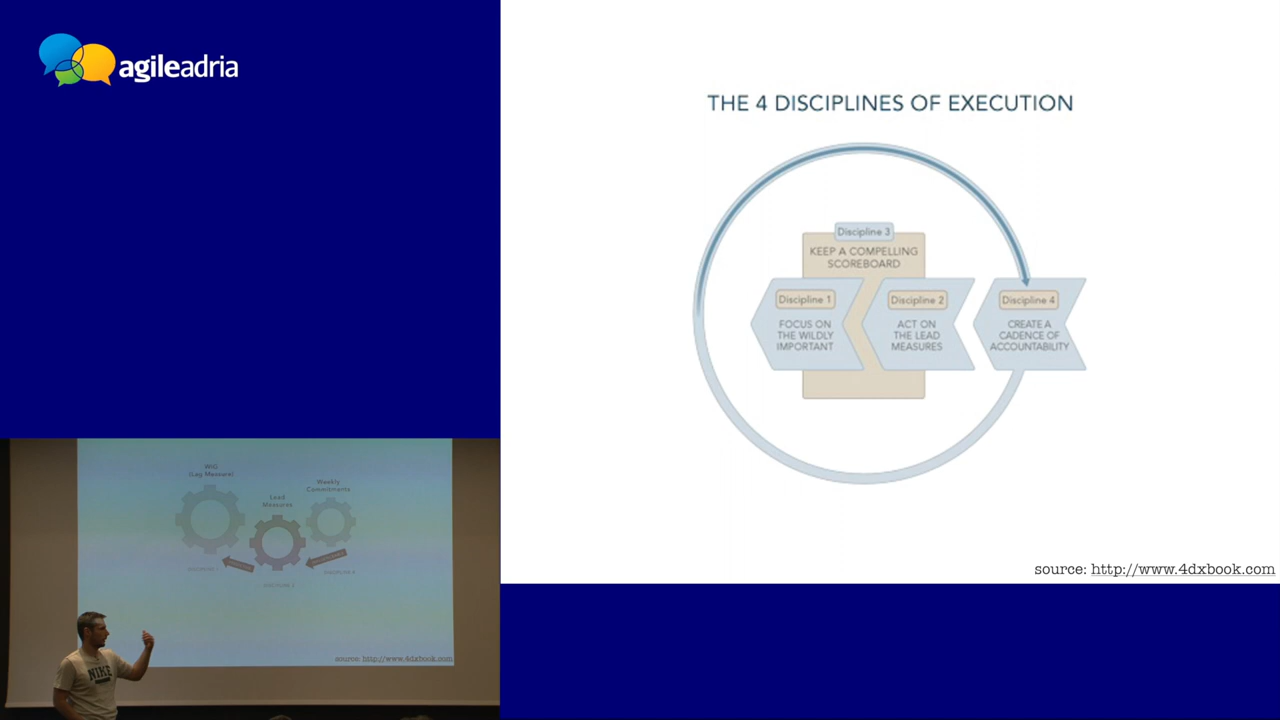 agileadria
THE 4 DISCIPLINES OF EXECUTION
Discipline 3
KEEP A COMPELLING
SCOREBOARD
Discipline 1
FOCUS ON
THE WILDLY
IMPORTANT
Discipline 2
ACT ON
THE LEAD
MEASURES
Discipline 4
CREATE A
CADENCE OF
ACCOUNTABILITY
source: http://www.4dxbook.com
WIG
(Lag Measure)
Lead
Measures
Weekly
Commitments
source: http://www.4dxbook.com
NIKE